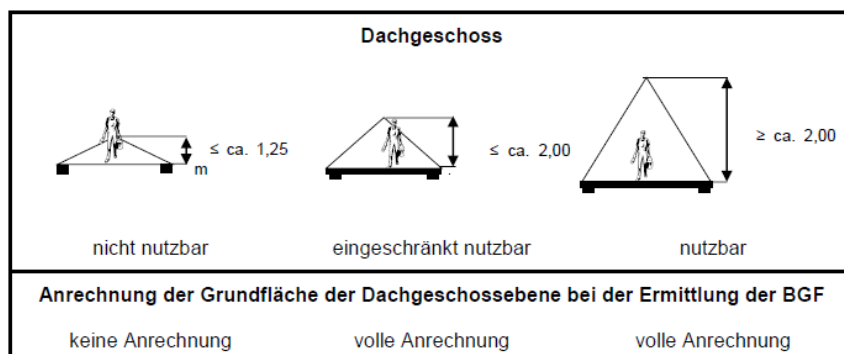 Dachgeschoss
≤ ca. 1,25
m
≤ ca. 2,00
≥ ca. 2,00
nicht nutzbar
eingeschränkt nutzbar
nutzbar
Anrechnung der Grundfläche der Dachgeschossebene bei der Ermittlung der BGF
keine Anrechnung
volle Anrechnung
volle Anrechnung